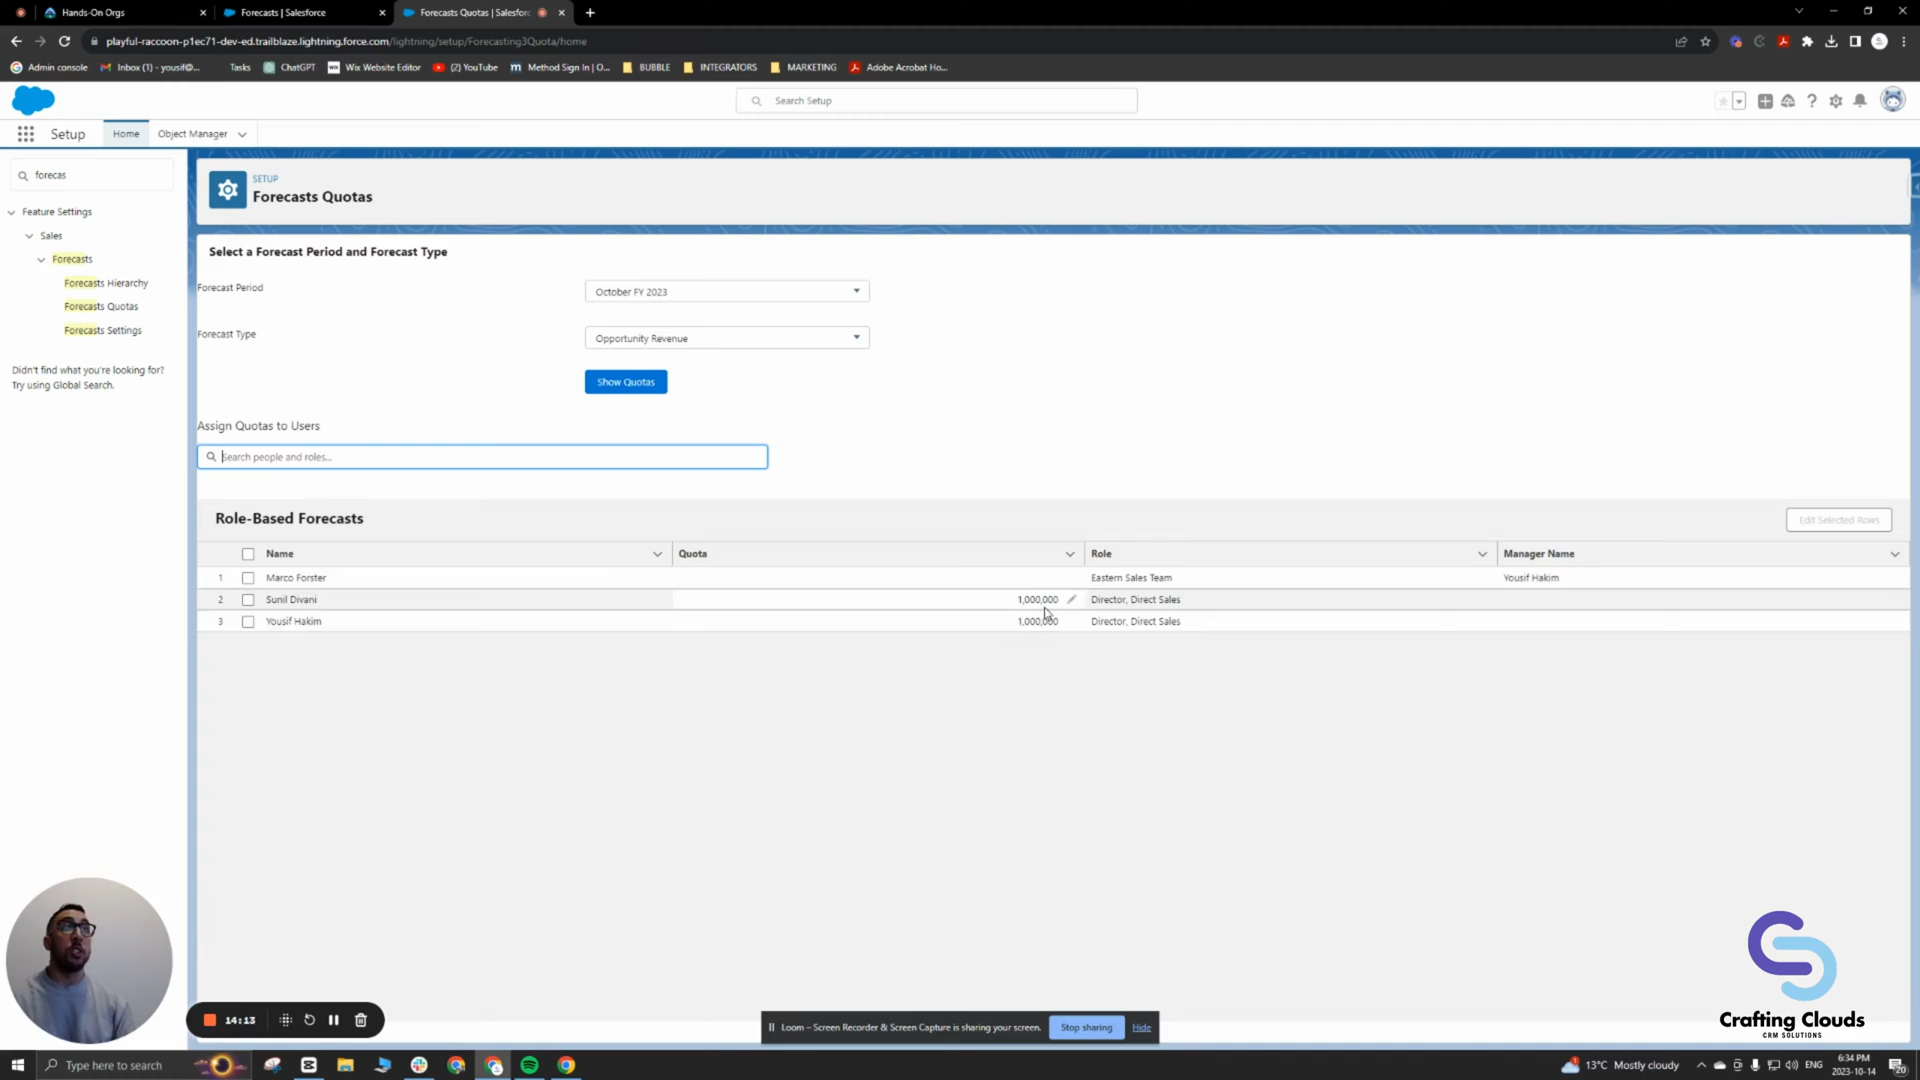 Hands-On Orgs
Forecasts | Salesforce
Forecasts Quotas | Salesforc
playful-raccoon-p1ec71-dev-ed.trailblaze.lightning.force.com/lightning/setup/Forecasting3Quota/home
Admin console
Inbox (1) - yousif@...
Tasks
ChatGPT
Wix Website Editor
(2) YouTube
Method Sign In | O...
BUBBLE
INTEGRATORS
MARKETING
Adobe Acrobat Ho...
Search Setup
Setup
Home
Object Manager
forecas
Feature Settings
Sales
Forecasts
Forecasts Hierarchy
Forecasts Quotas
Forecasts Settings
Didn't find what you're looking for?
Try using Global Search.
SETUP
Forecasts Quotas
Select a Forecast Period and Forecast Type
Forecast Period
October FY 2023
Forecast Type
Opportunity Revenue
Show Quotas
Assign Quotas to Users
Search people and roles...
Role-Based Forecasts
Edit Selected Rows
Name Quota Role Manager Name
1 Marco Forster Eastern Sales Team Yousif Hakim
2 Sunil Divani 1,000,000 Director, Direct Sales
3 Yousif Hakim 1,000,000 Director, Direct Sales
14:13
Loom – Screen Recorder & Screen Capture is sharing your screen.
Stop sharing
Hide
Crafting Clouds
CRM SOLUTIONS
Type here to search
13°C Mostly cloudy
ENG
6:34 PM
2023-10-14
20